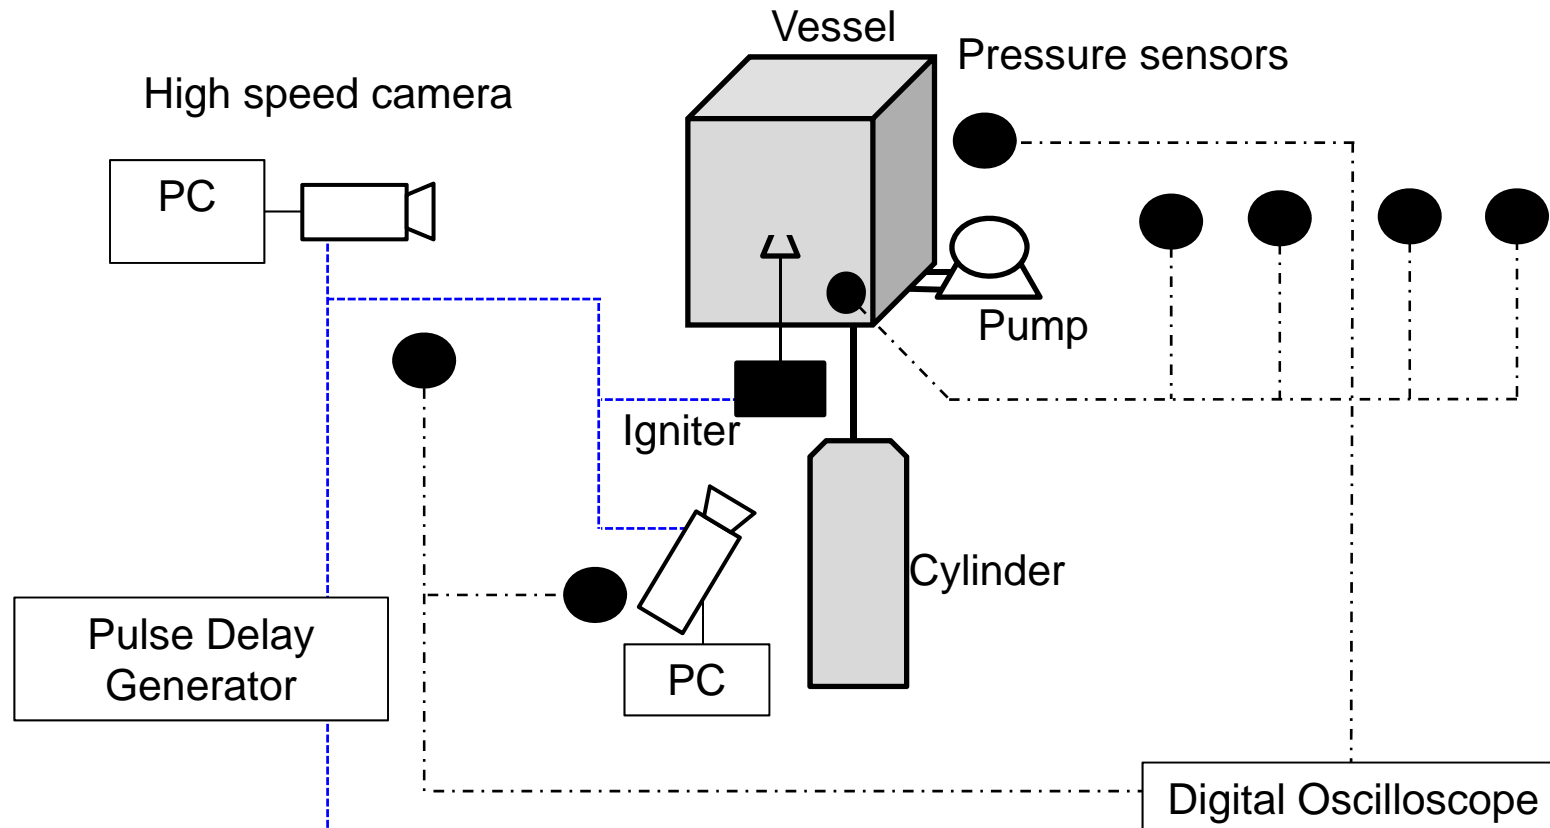 Vessel
Pressure sensors
High speed camera
PC
Pump
Igniter
Cylinder
Pulse Delay
Generator
PC
Digital Oscilloscope